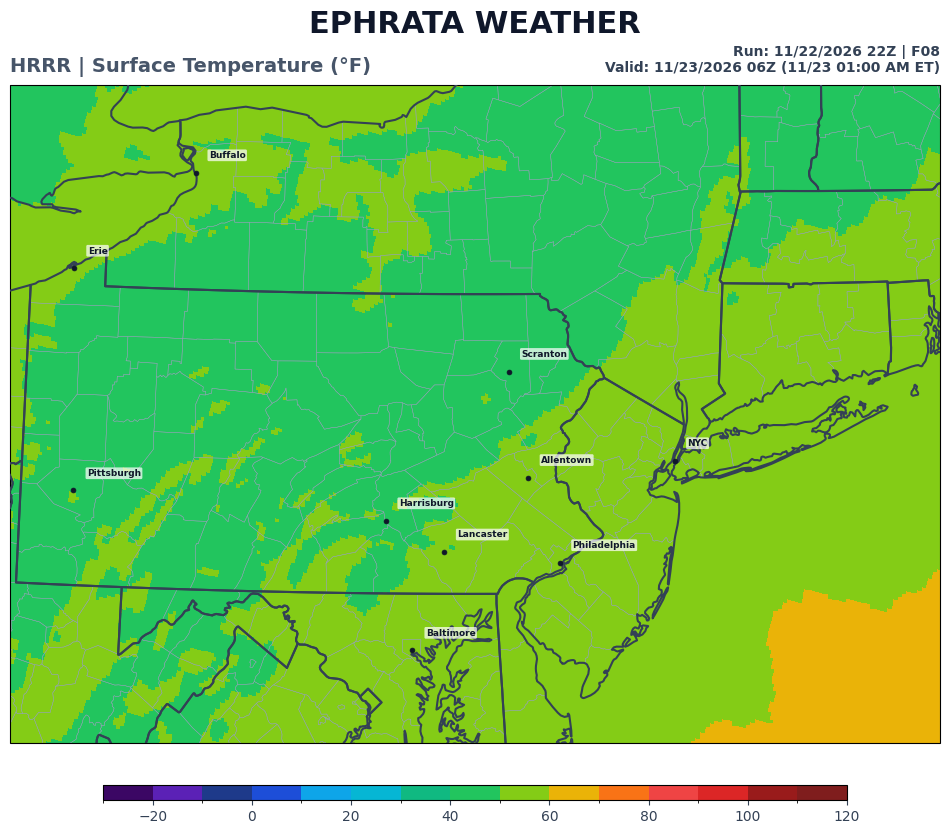 EPHRATA WEATHER
HRRR | Surface Temperature (°F)
Run: 11/22/2026 22Z | F08
Valid: 11/23/2026 06Z (11/23 01:00 AM ET)
Buffalo
Erie
Scranton
NYC
Allentown
Pittsburgh
Harrisburg
Lancaster
Philadelphia
Baltimore
−20 0 20 40 60 80 100 120